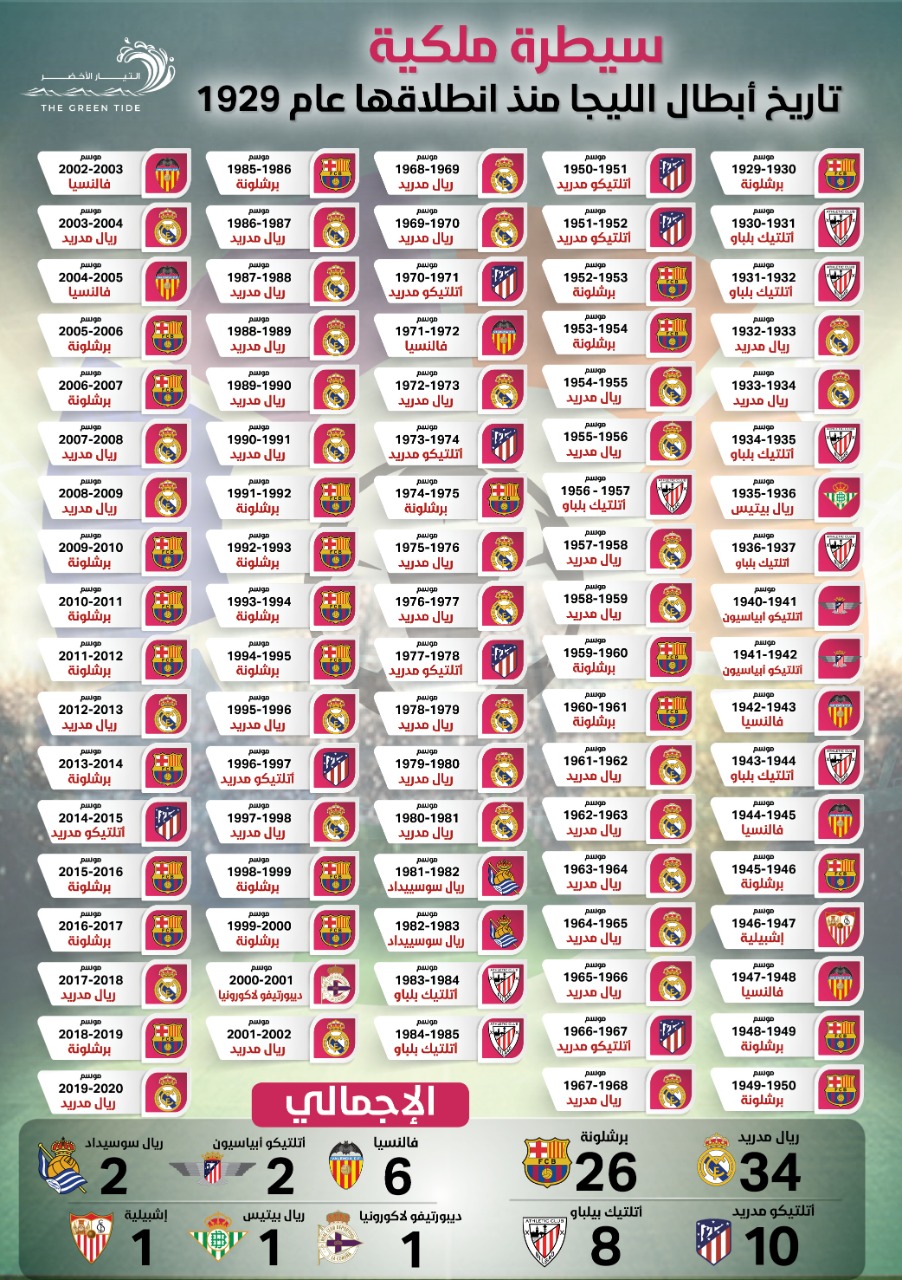 سيطرة ملكية
تاريخ أبطال الليجا منذ انطلاقها عام 1929
التيار الأخضر
THE GREEN TIDE
موسم
1929-1930
برشلونة
موسم
1930-1931
أتلتيك بلباو
موسم
1931-1932
أتلتيك بلباو
موسم
1932-1933
ريال مدريد
موسم
1933-1934
ريال مدريد
موسم
1934-1935
أتلتيك بلباو
موسم
1935-1936
ريال بيتيس
موسم
1936-1937
أتلتيك بلباو
موسم
1940-1941
أتلتيكو أبياسيون
موسم
1941-1942
أتلتيكو أبياسيون
موسم
1942-1943
فالنسيا
موسم
1943-1944
أتلتيك بلباو
موسم
1944-1945
فالنسيا
موسم
1945-1946
برشلونة
موسم
1946-1947
إشبيلية
موسم
1947-1948
فالنسيا
موسم
1948-1949
برشلونة
موسم
1949-1950
برشلونة
موسم
1950-1951
أتلتيكو مدريد
موسم
1951-1952
أتلتيكو مدريد
موسم
1952-1953
برشلونة
موسم
1953-1954
برشلونة
موسم
1954-1955
ريال مدريد
موسم
1955-1956
ريال مدريد
موسم
1956 - 1957
أتلتيك بلباو
موسم
1957-1958
ريال مدريد
موسم
1958-1959
ريال مدريد
موسم
1959-1960
برشلونة
موسم
1960-1961
برشلونة
موسم
1961-1962
ريال مدريد
موسم
1962-1963
ريال مدريد
موسم
1963-1964
ريال مدريد
موسم
1964-1965
ريال مدريد
موسم
1965-1966
ريال مدريد
موسم
1966-1967
أتلتيكو مدريد
موسم
1967-1968
ريال مدريد
موسم
1968-1969
ريال مدريد
موسم
1969-1970
ريال مدريد
موسم
1970-1971
أتلتيكو مدريد
موسم
1971-1972
فالنسيا
موسم
1972-1973
ريال مدريد
موسم
1973-1974
أتلتيكو مدريد
موسم
1974-1975
برشلونة
موسم
1975-1976
ريال مدريد
موسم
1976-1977
ريال مدريد
موسم
1977-1978
أتلتيكو مدريد
موسم
1978-1979
ريال مدريد
موسم
1979-1980
ريال مدريد
موسم
1980-1981
ريال مدريد
موسم
1981-1982
ريال سوسييداد
موسم
1982-1983
ريال سوسييداد
موسم
1983-1984
أتلتيك بلباو
موسم
1984-1985
أتلتيك بلباو
موسم
1985-1986
برشلونة
موسم
1986-1987
ريال مدريد
موسم
1987-1988
ريال مدريد
موسم
1988-1989
ريال مدريد
موسم
1989-1990
ريال مدريد
موسم
1990-1991
ريال مدريد
موسم
1991-1992
برشلونة
موسم
1992-1993
برشلونة
موسم
1993-1994
برشلونة
موسم
1994-1995
برشلونة
موسم
1995-1996
ريال مدريد
موسم
1996-1997
أتلتيكو مدريد
موسم
1997-1998
ريال مدريد
موسم
1998-1999
برشلونة
موسم
1999-2000
برشلونة
موسم
2000-2001
ديبورتيفو لاكورونيا
موسم
2001-2002
ريال مدريد
موسم
2002-2003
فالنسيا
موسم
2003-2004
ريال مدريد
موسم
2004-2005
فالنسيا
موسم
2005-2006
برشلونة
موسم
2006-2007
برشلونة
موسم
2007-2008
ريال مدريد
موسم
2008-2009
ريال مدريد
موسم
2009-2010
برشلونة
موسم
2010-2011
برشلونة
موسم
2011-2012
برشلونة
موسم
2012-2013
ريال مدريد
موسم
2013-2014
برشلونة
موسم
2014-2015
أتلتيكو مدريد
موسم
2015-2016
برشلونة
موسم
2016-2017
برشلونة
موسم
2017-2018
ريال مدريد
موسم
2018-2019
برشلونة
موسم
2019-2020
ريال مدريد
الإجمالي
ريال مدريد
34
برشلونة
26
أتلتيكو مدريد
10
أتلتيك بيلباو
8
فالنسيا
6
أتلتيكو أبياسيون
2
ريال سوسيداد
2
ديبورتيفو لاكورونيا
1
ريال بيتيس
1
إشبيلية
1